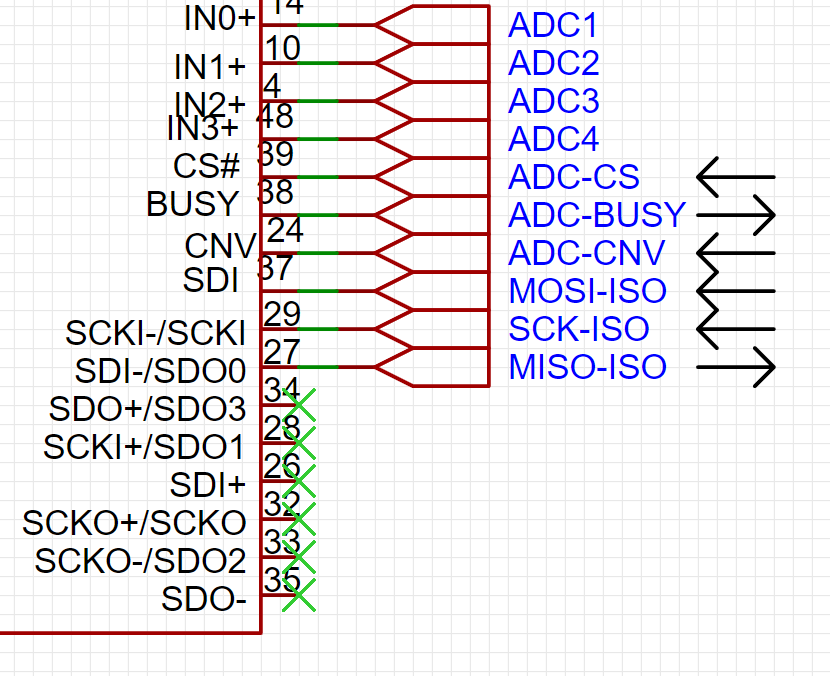 IN0+ 14 ADC1
IN1+ 10 ADC2
IN2+ 4 ADC3
IN3+ 48 ADC4
CS# 39 ADC-CS
BUSY 38 ADC-BUSY
CNV 24 ADC-CNV
SDI 37 MOSI-ISO
SCKI-/SCKI 29 SCK-ISO
SDI-/SDO0 27 MISO-ISO
SDO+/SDO3 34
SCKI+/SDO1 28
SDI+ 26
SCKO+/SCKO 32
SCKO-/SDO2 33
SDO- 35